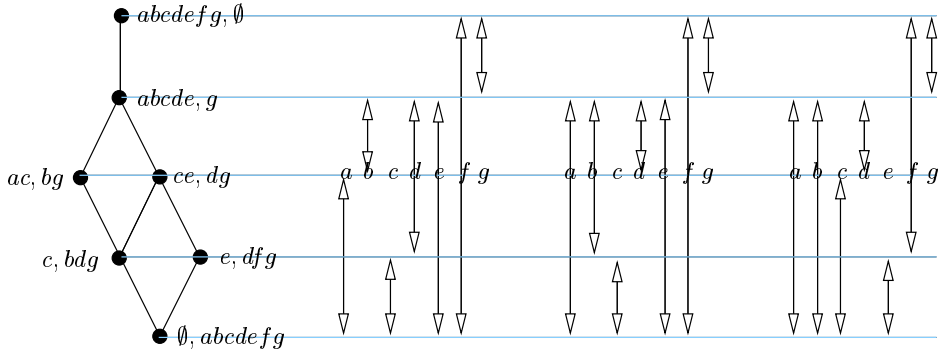 abcdefg, ∅
abcde, g
ac, bg ce, dg a b c d e f g a b c d e f g a b c d e f g
c, bdg e, dfg
∅, abcdefg